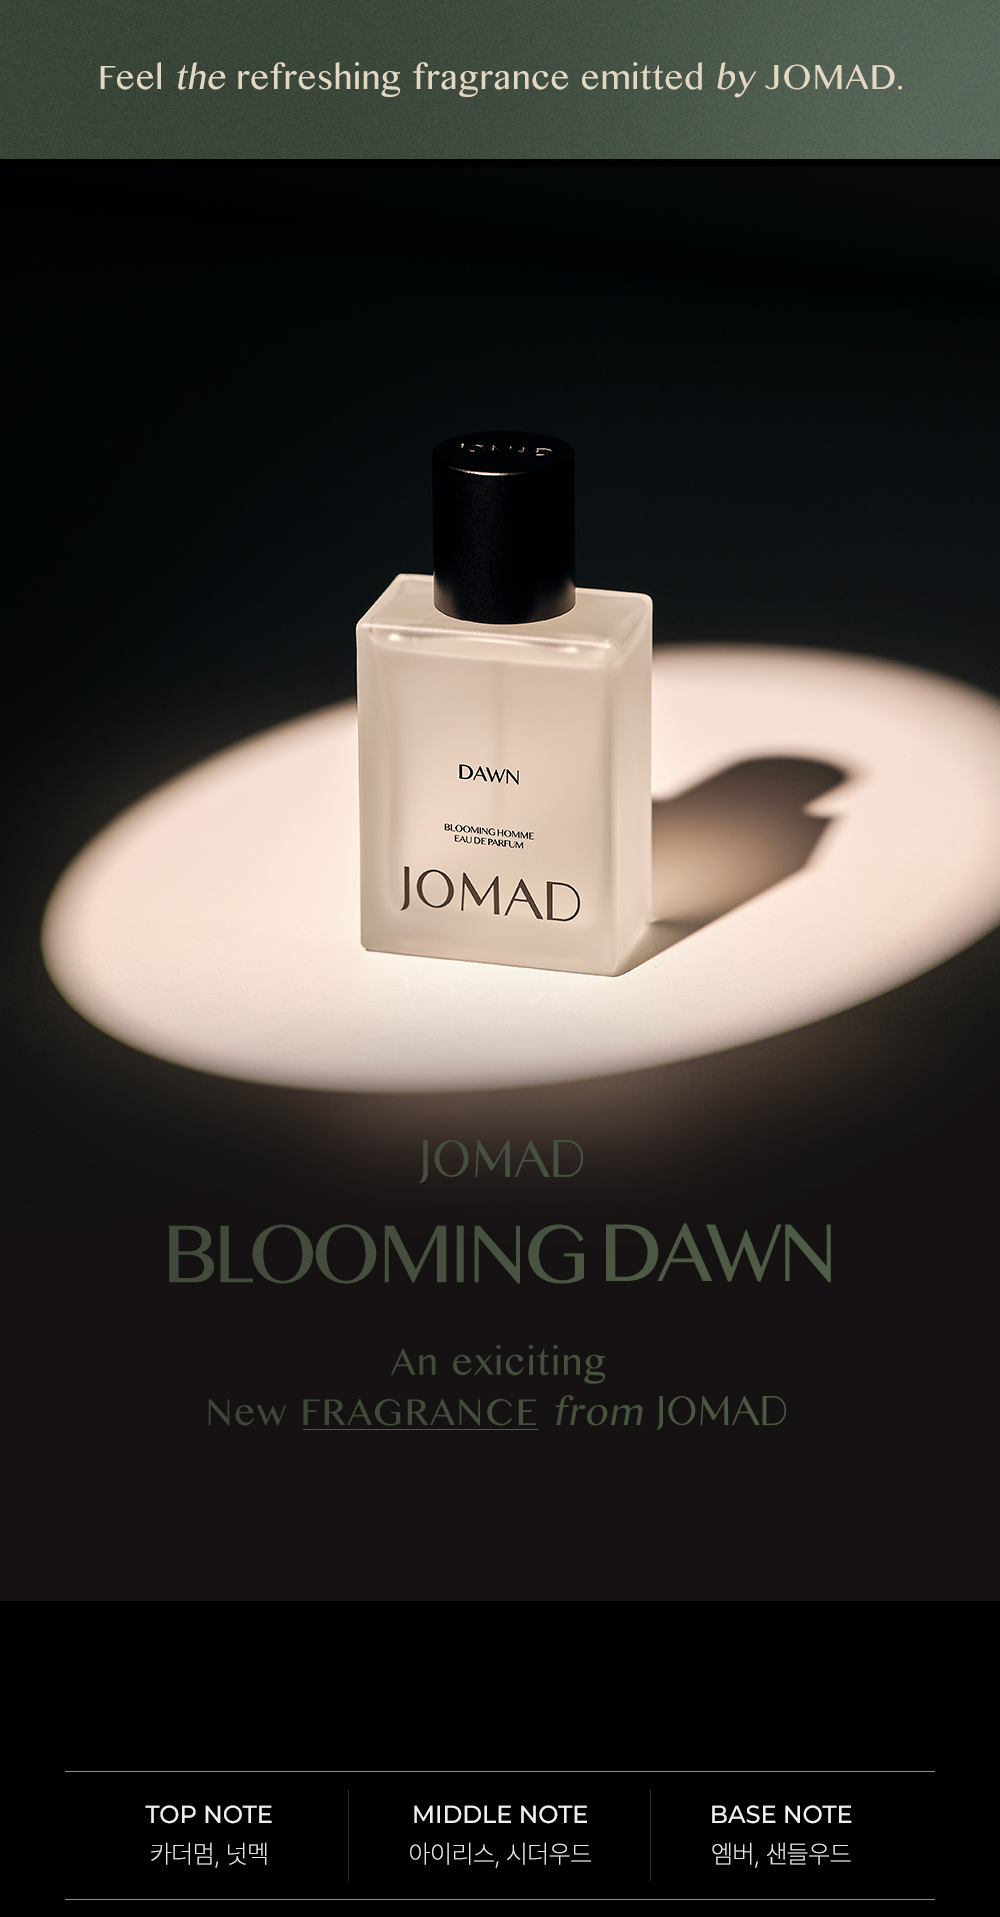 Feel the refreshing fragrance emitted by JOMAD.
JOMAD
DAWN
BLOOMING HOMME
EAU DE PARFUM
JOMAD
JOMAD
BLOOMING DAWN
An exiciting
New FRAGRANCE from JOMAD
TOP NOTE
카더멈, 넛멕
MIDDLE NOTE
아이리스, 시더우드
BASE NOTE
엠버, 샌들우드